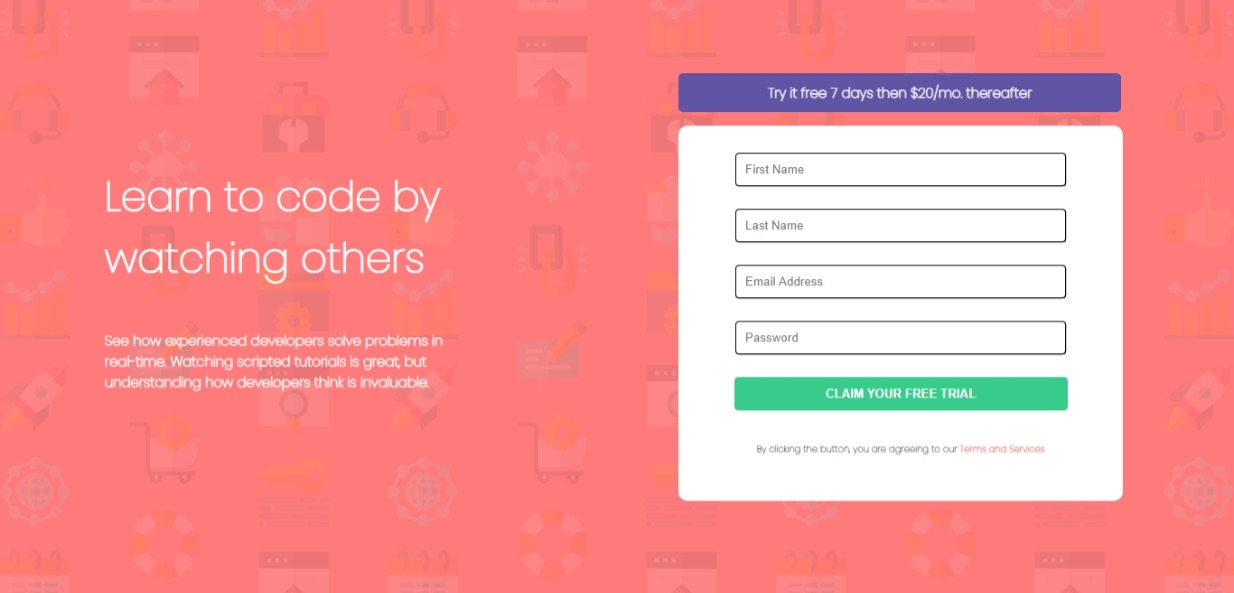 Learn to code by
watching others
See how experienced developers solve problems in
real-time. Watching scripted tutorials is great, but
understanding how developers think is invaluable.
Try it free 7 days then $20/mo. thereafter
First Name
Last Name
Email Address
Password
CLAIM YOUR FREE TRIAL
By clicking the button, you are agreeing to our Terms and Services